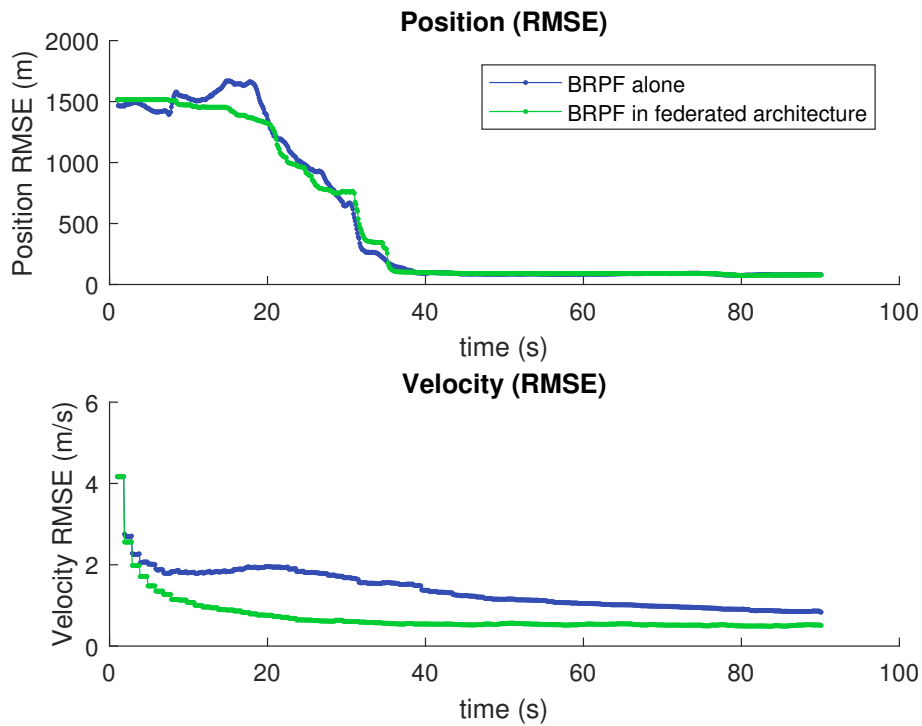 Position (RMSE)
Position RMSE (m)
2000
1500
1000
500
0
BRPF alone
BRPF in federated architecture
0 20 40 60 80 100
time (s)
Velocity (RMSE)
Velocity RMSE (m/s)
6
4
2
0
0 20 40 60 80 100
time (s)